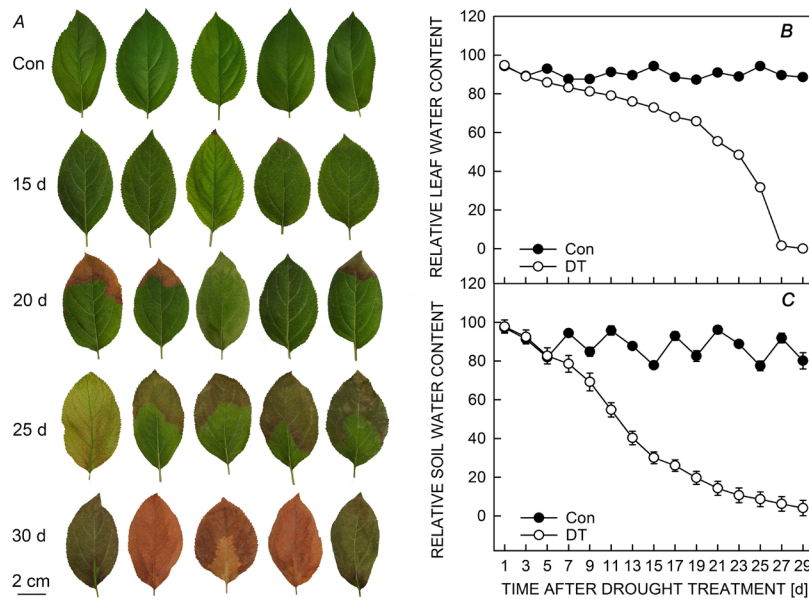 A
Con
15 d
20 d
25 d
30 d
2 cm
B
RELATIVE LEAF WATER CONTENT
120
100
80
60
40
20
0
Con
DT
C
RELATIVE SOIL WATER CONTENT
120
100
80
60
40
20
0
Con
DT
1 3 5 7 9 11 13 15 17 19 21 23 25 27 29
TIME AFTER DROUGHT TREATMENT [d]